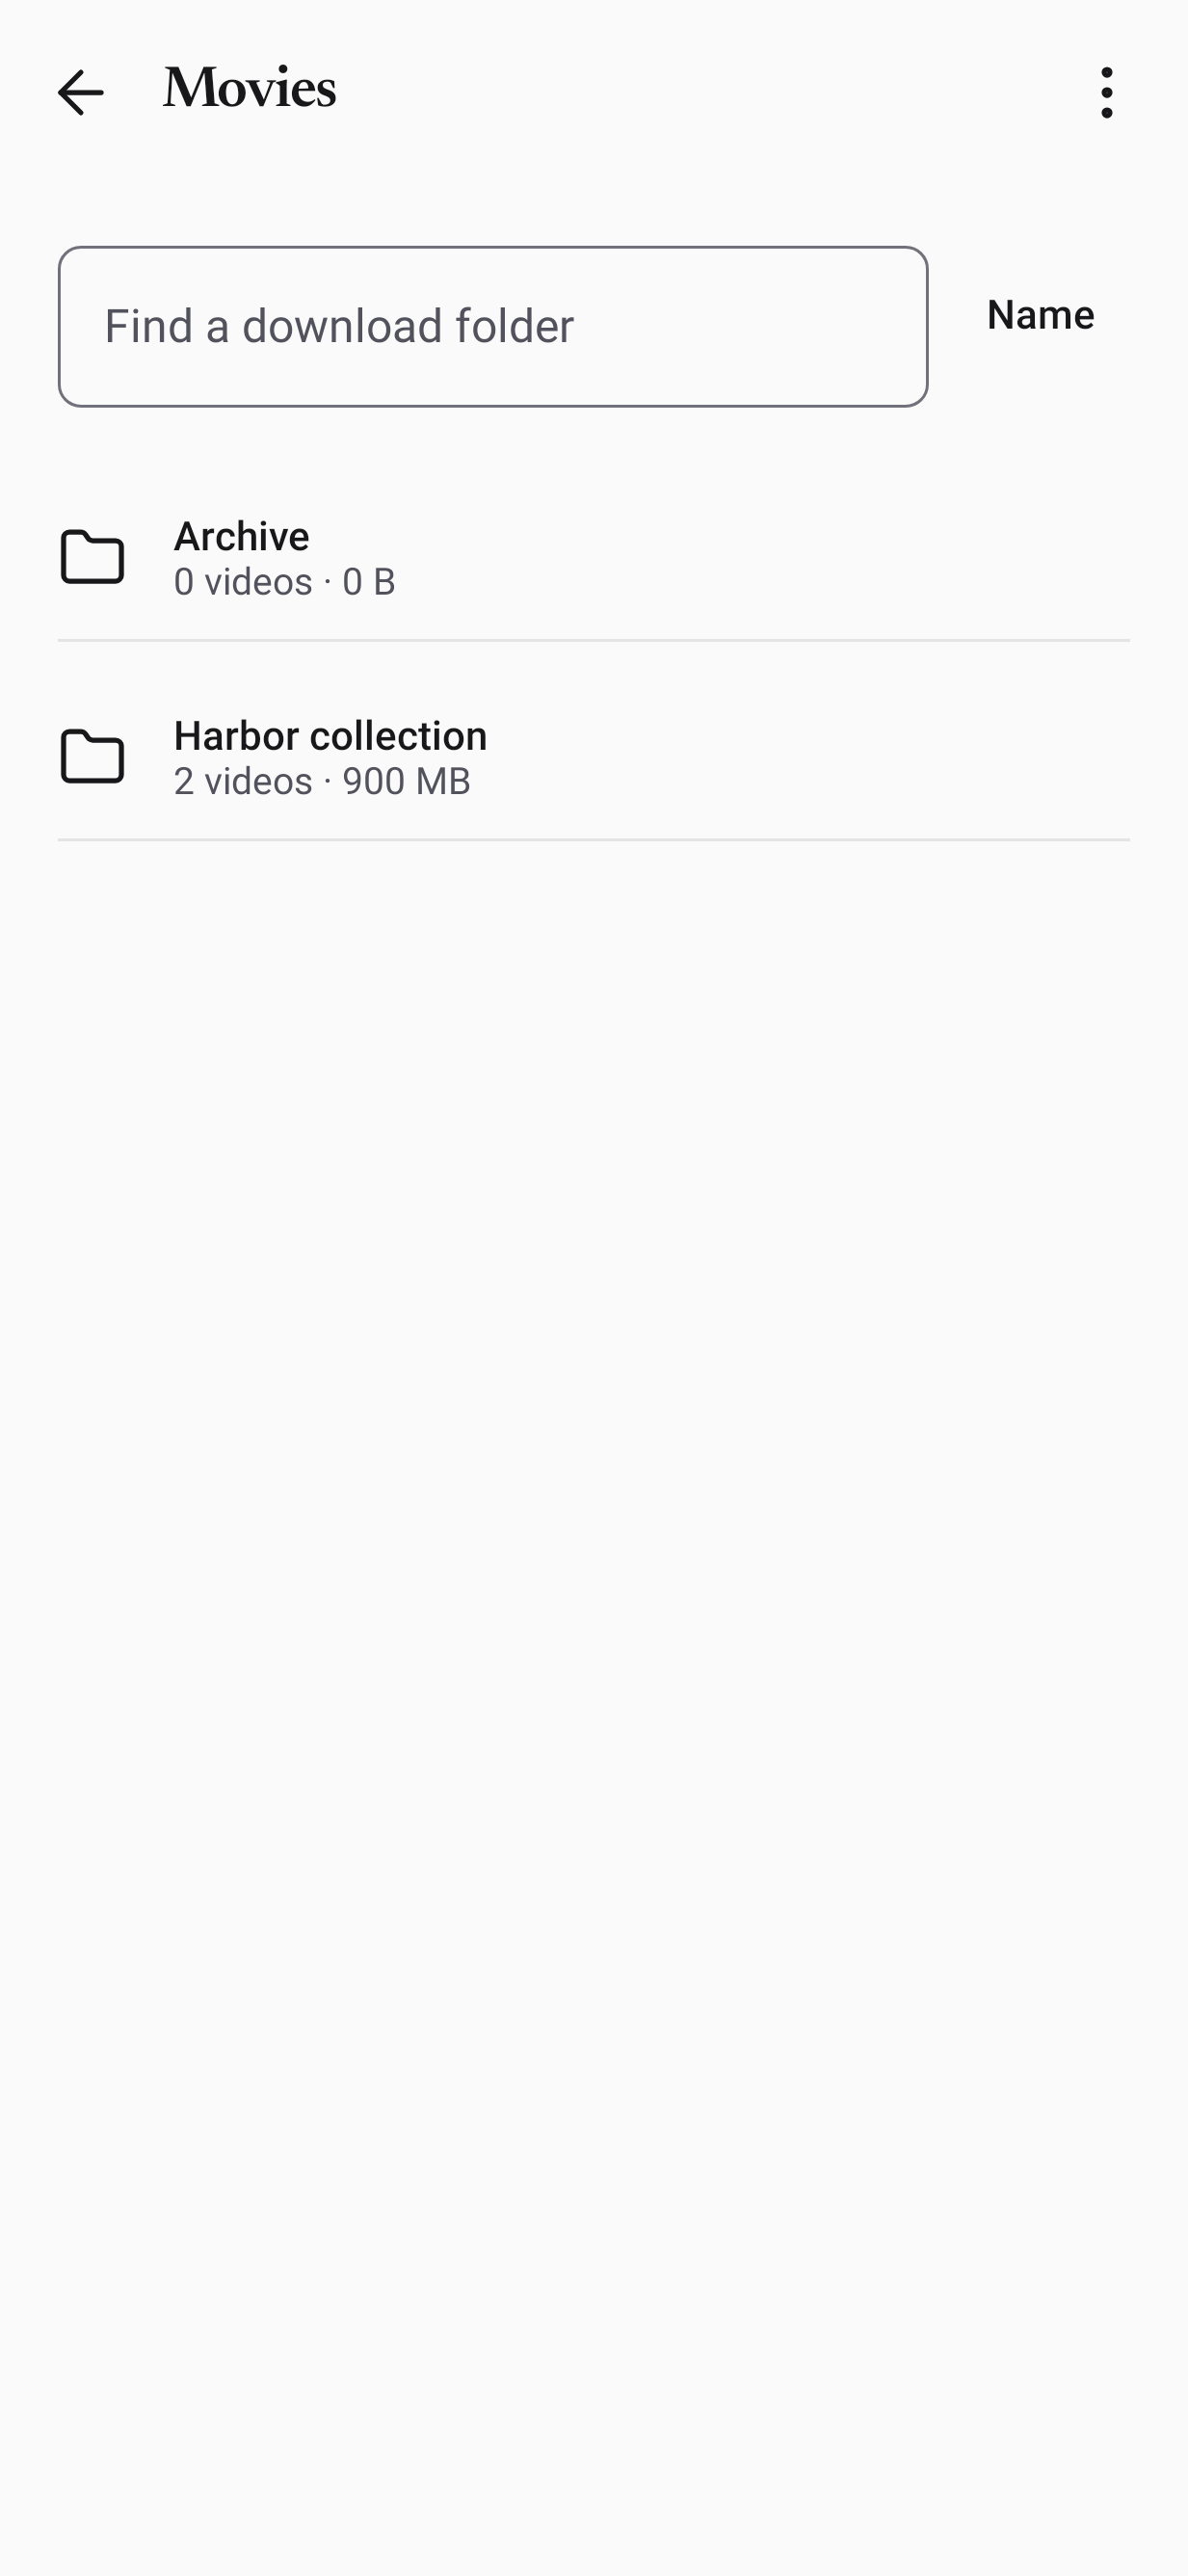 Movies
Find a download folder
Name
Archive
0 videos · 0 B
Harbor collection
2 videos · 900 MB